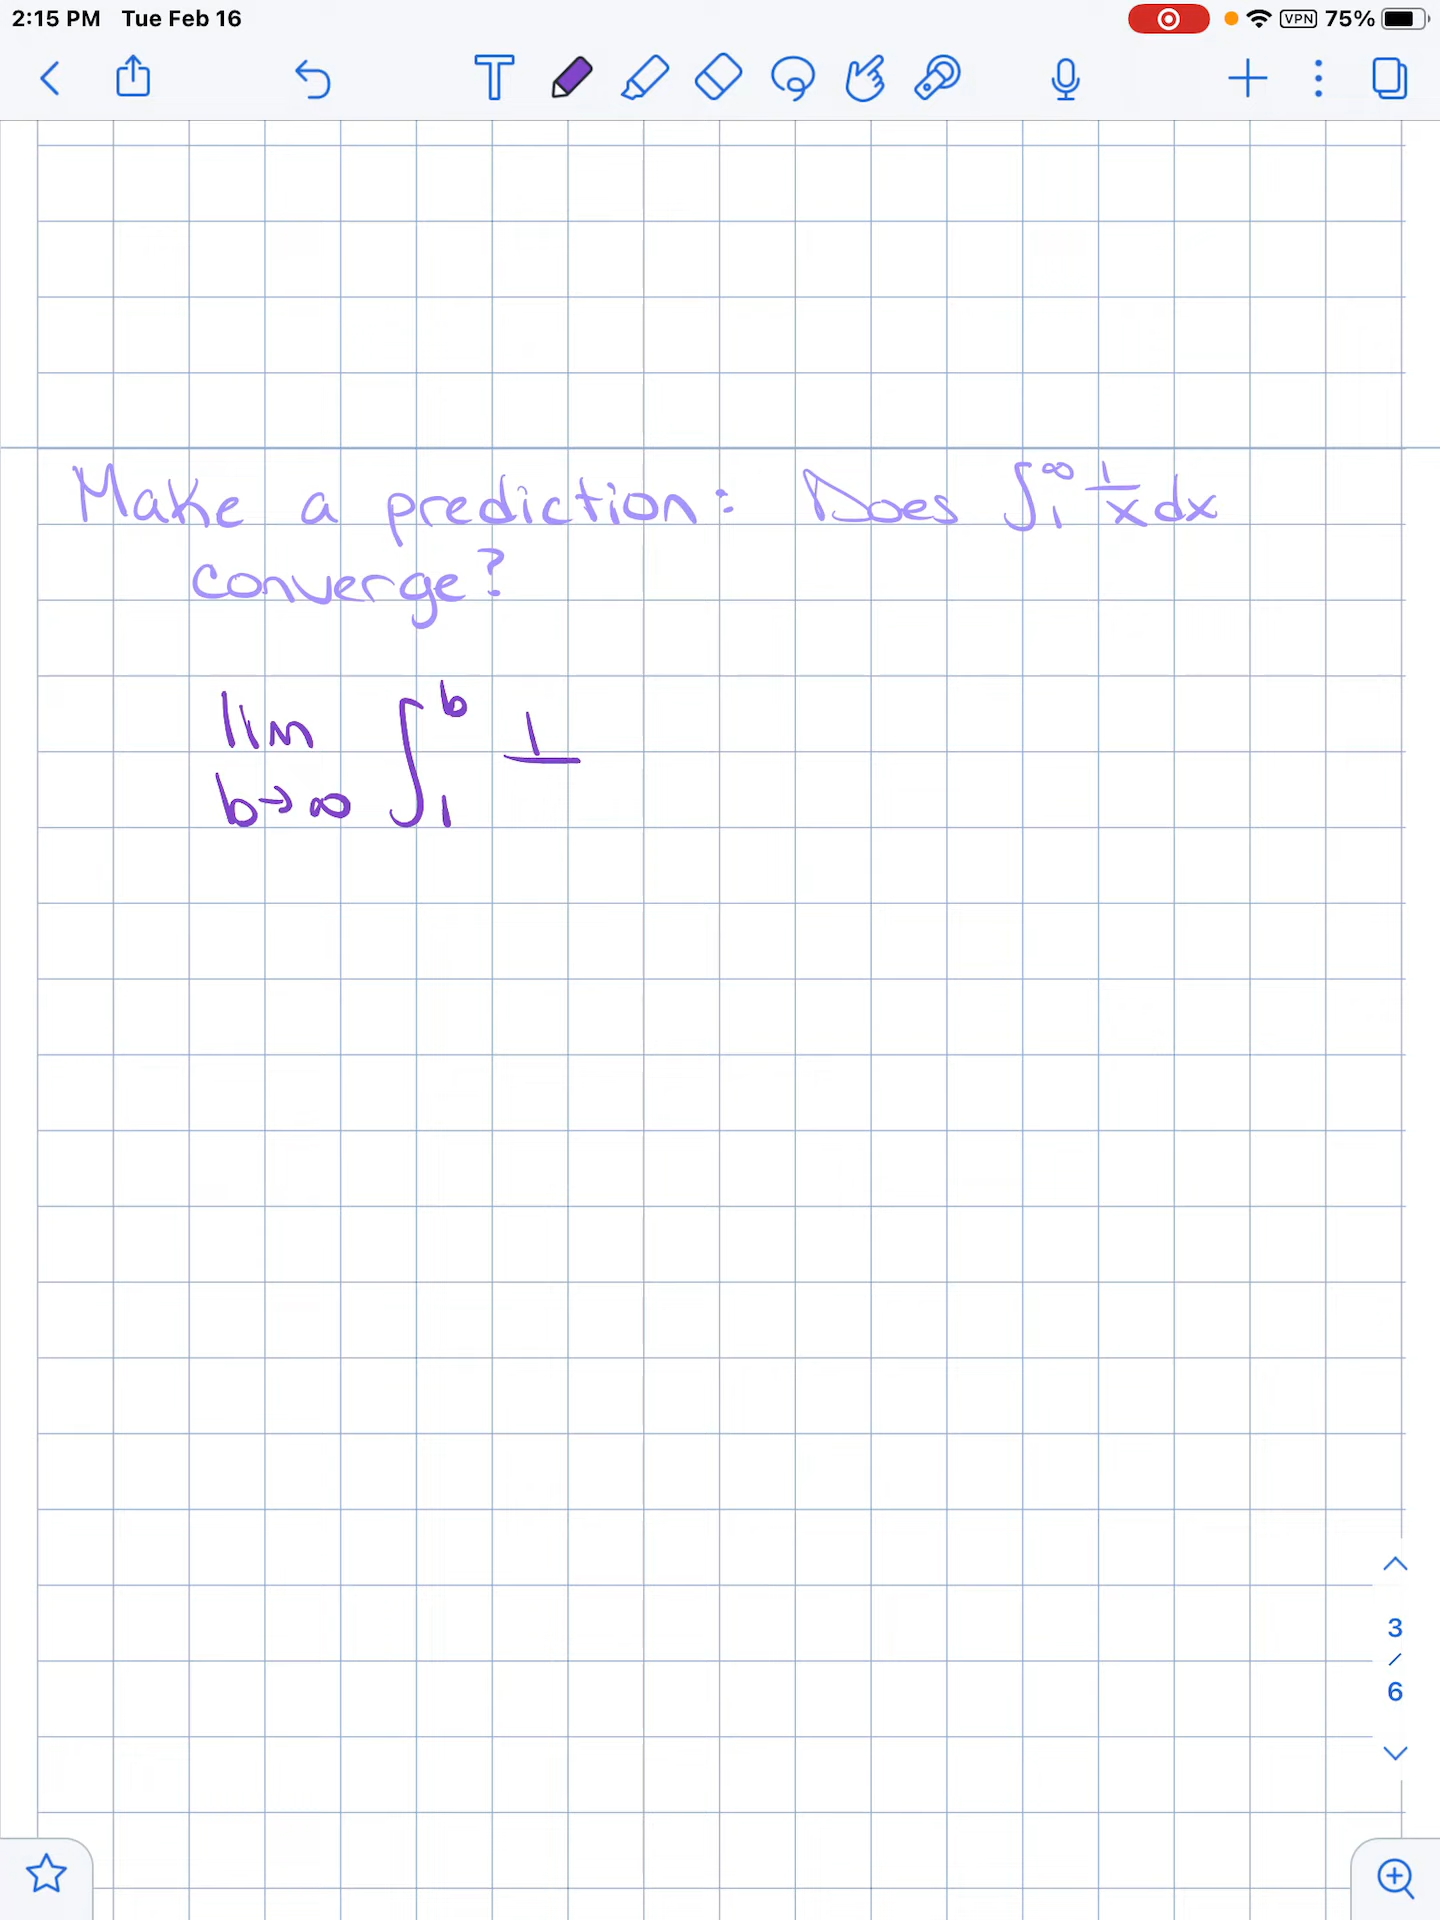 2:15 PM Tue Feb 16 VPN 75%
T
Make a prediction: Does ∫₁^∞ 1/x dx
converge?
lim ∫₁^b 1/
b→∞
3
/
6